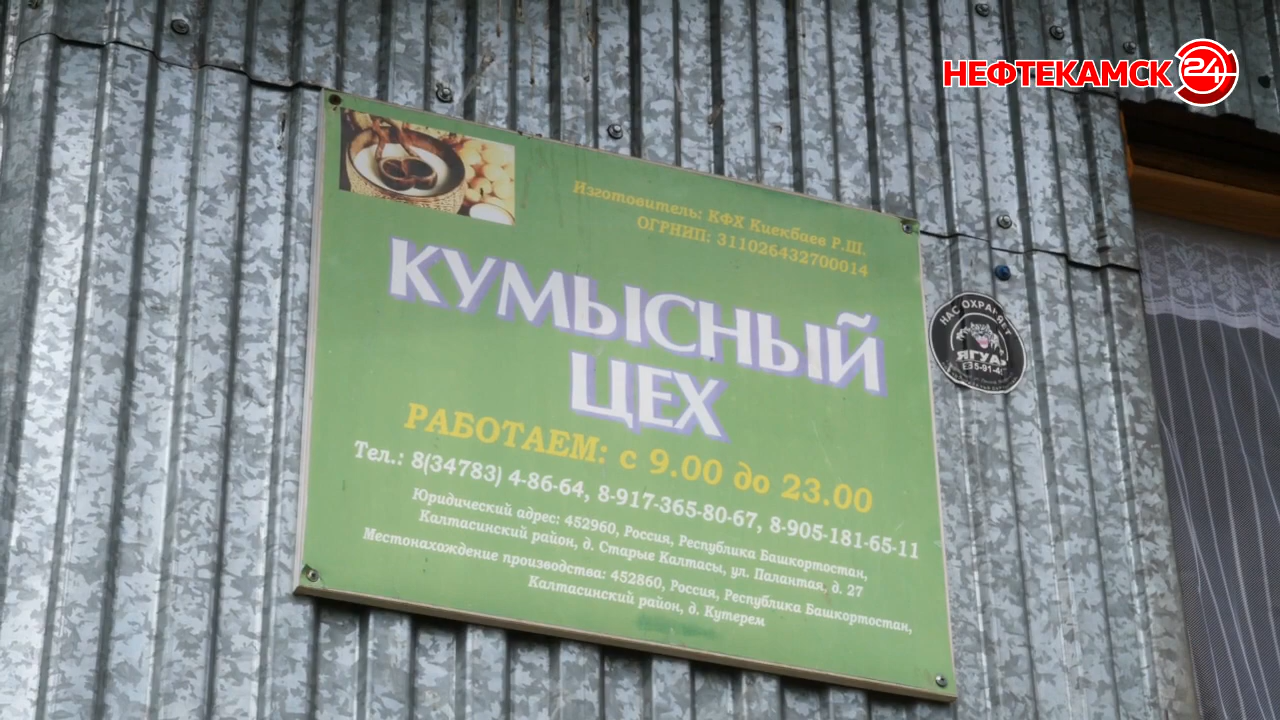 НЕФТЕКАМСК 24
Изготовитель: КФХ Киекбаев Р.Ш.
ОГРНИП: 311026432700014
КУМЫСНЫЙ
ЦЕХ
РАБОТАЕМ: с 9.00 до 23.00
Тел.: 8(34783) 4-86-64, 8-917-365-80-67, 8-905-181-65-11
Юридический адрес: 452960, Россия, Республика Башкортостан,
Калтасинский район, д. Старые Калтасы, ул. Палантая, д. 27
Местонахождение производства: 452860, Россия, Республика Башкортостан,
Калтасинский район, д. Кутерем
НАС ОХРАНЯЕТ